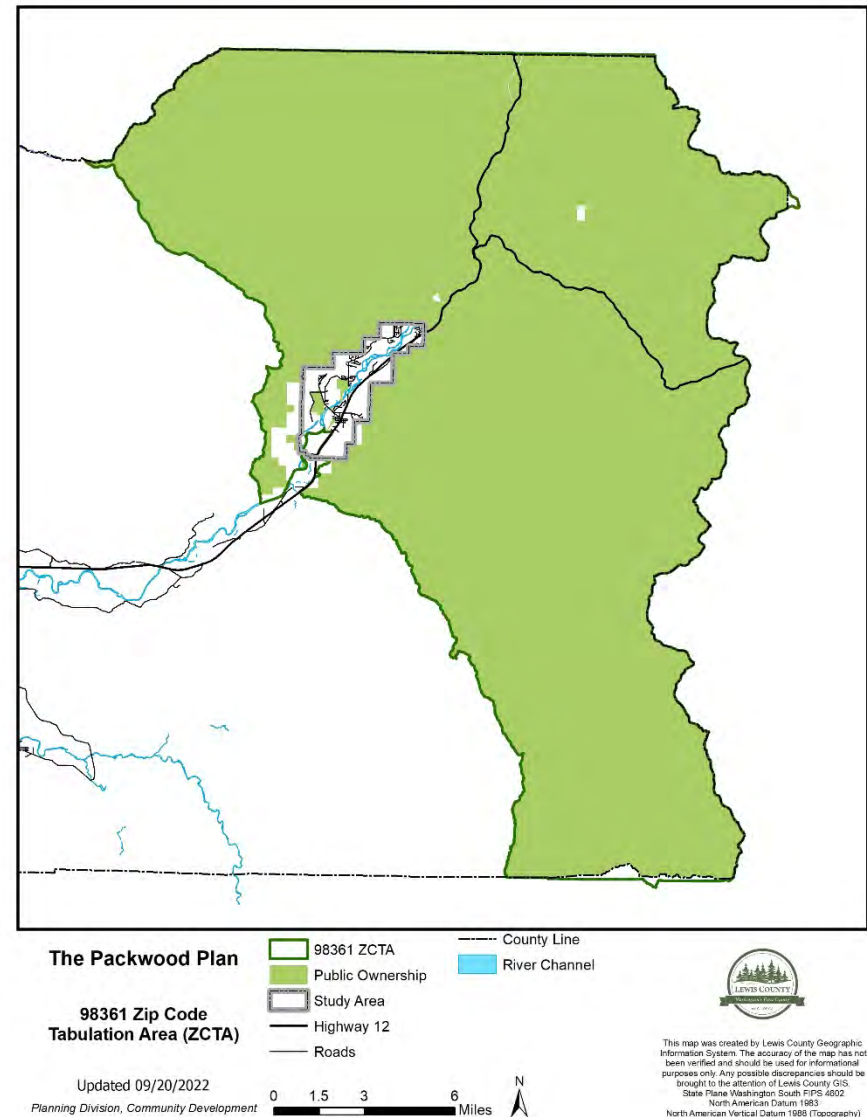 The Packwood Plan
98361 Zip Code
Tabulation Area (ZCTA)
Updated 09/20/2022
Planning Division, Community Development
98361 ZCTA
Public Ownership
Study Area
Highway 12
Roads
County Line
River Channel
0 1.5 3 6
Miles
N
LEWIS COUNTY
This map was created by Lewis County Geographic
Information System. The accuracy of the map has not
been verified and should be used for informational
purposes only. Any possible discrepancies should be
brought to the attention of Lewis County GIS.
State Plane Washington South FIPS 4602
North American Datum 1983
North American Vertical Datum 1988 (Topography)